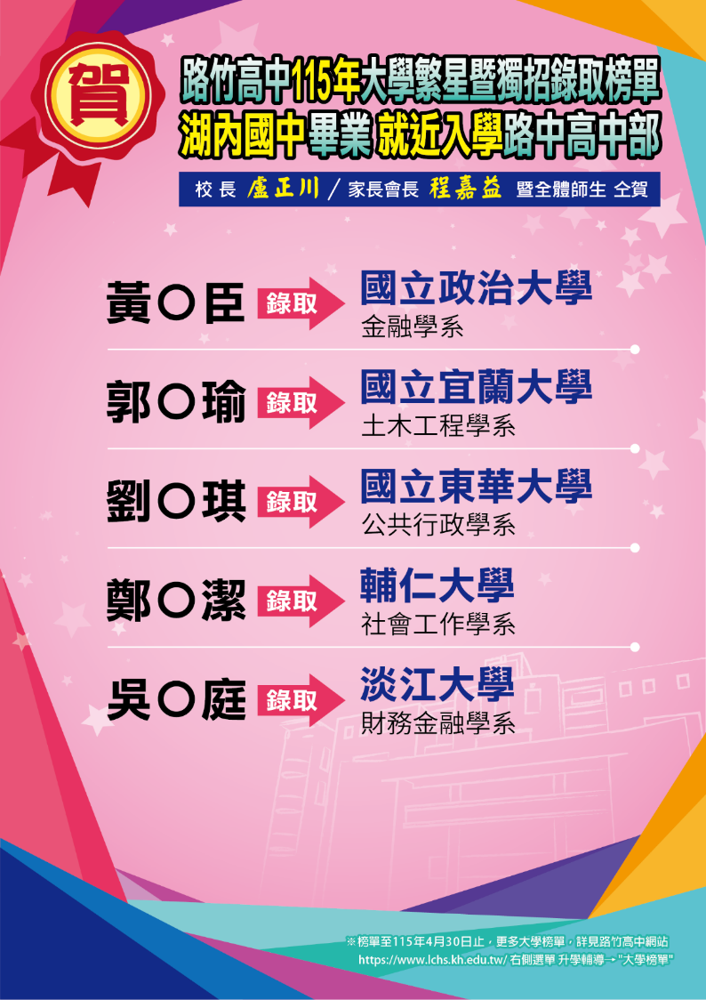 賀
路竹高中115年大學繁星暨獨招錄取榜單
湖內國中畢業 就近入學路中高中部
校長 盧正川 / 家長會長 程嘉益 暨全體師生 仝賀
黃○臣 錄取 國立政治大學
金融學系
郭○瑜 錄取 國立宜蘭大學
土木工程學系
劉○琪 錄取 國立東華大學
公共行政學系
鄭○潔 錄取 輔仁大學
社會工作學系
吳○庭 錄取 淡江大學
財務金融學系
※榜單至115年4月30日止，更多大學榜單，詳見路竹高中網站
https://www.lchs.kh.edu.tw/ 右側選單 升學輔導→"大學榜單"